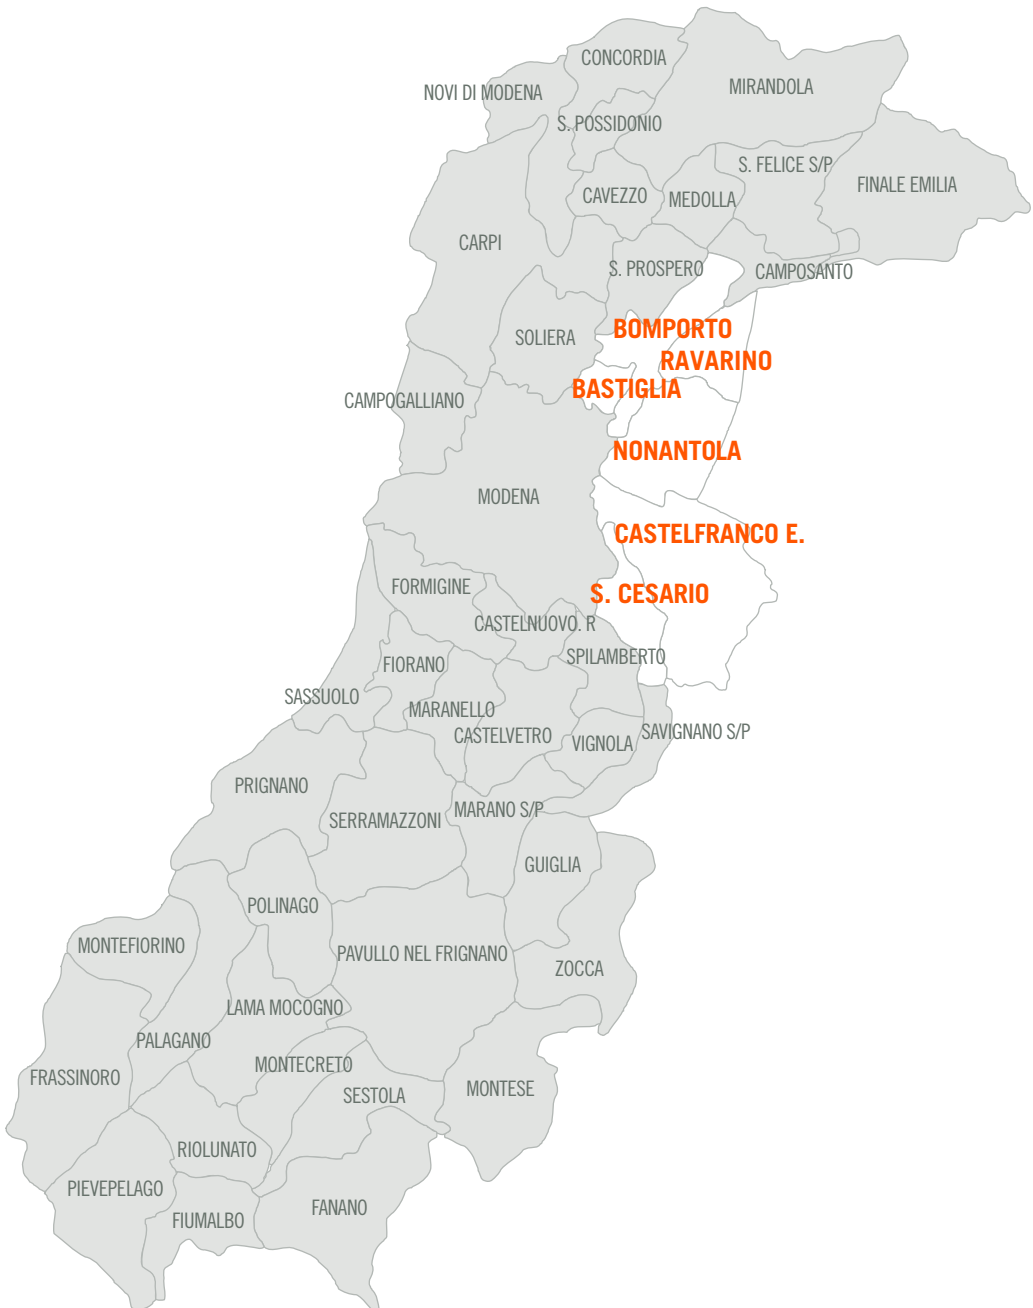 CONCORDIA
MIRANDOLA
NOVI DI MODENA
S. POSSIDONIO
S. FELICE S/P
FINALE EMILIA
CAVEZZO
MEDOLLA
CARPI
S. PROSPERO
CAMPOSANTO
BOMPORTO
SOLIERA
RAVARINO
BASTIGLIA
CAMPOGALLIANO
NONANTOLA
MODENA
CASTELFRANCO E.
FORMIGINE
S. CESARIO
CASTELNUOVO. R
SPILAMBERTO
FIORANO
SASSUOLO
MARANELLO
SAVIGNANO S/P
CASTELVETRO
VIGNOLA
PRIGNANO
MARANO S/P
SERRAMAZZONI
GUIGLIA
POLINAGO
MONTEFIORINO
PAVULLO NEL FRIGNANO
ZOCCA
LAMA MOCOGNO
PALAGANO
MONTECRETO
FRASSINORO
MONTESE
SESTOLA
RIOLUNATO
PIEVEPELAGO
FANANO
FIUMALBO